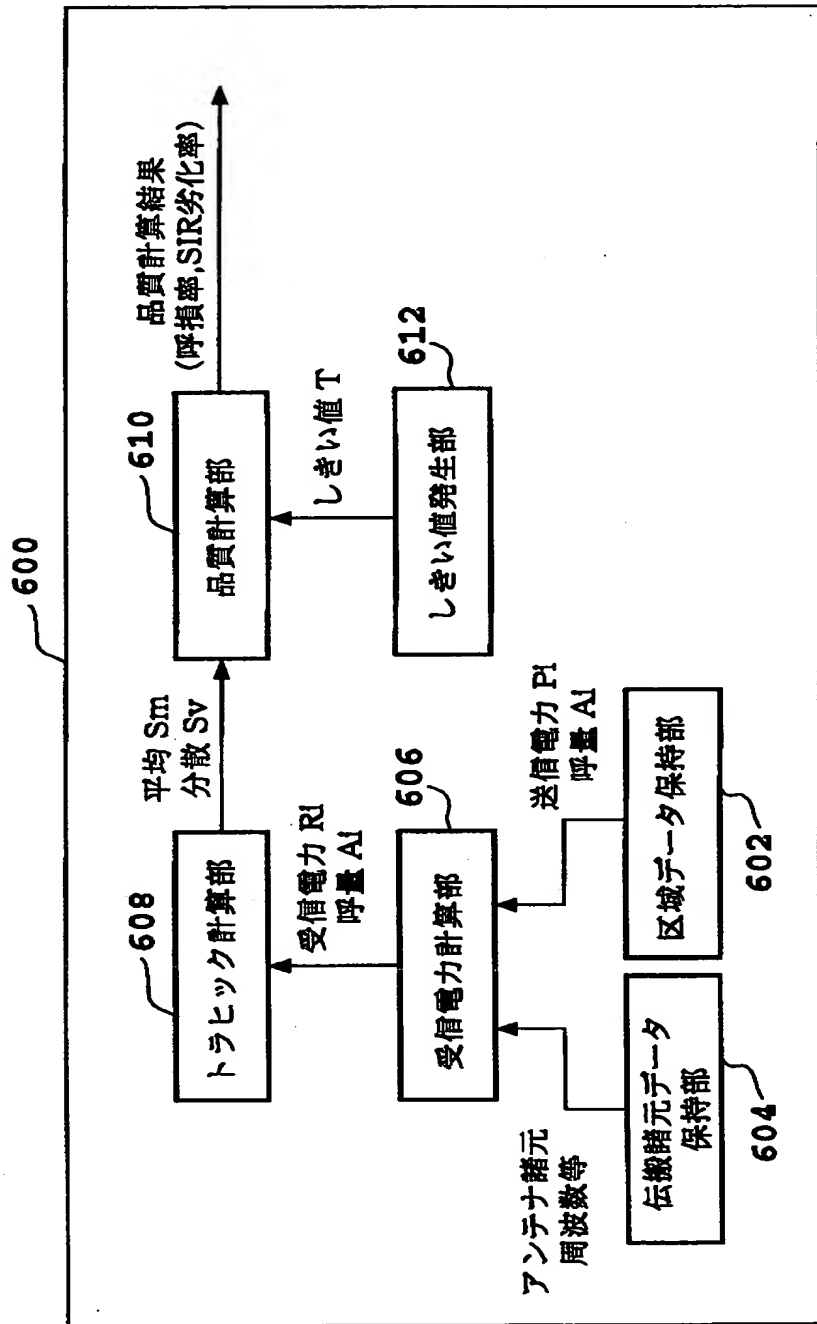 600
品質計算結果
(呼損率,SIR劣化率)
610
品質計算部
しきい値 T
612
しきい値発生部
平均 Sm
分散 Sv
608
トラヒック計算部
受信電力 Ri
呼量 Ai
606
受信電力計算部
送信電力 Pi
呼量 Ai
区域データ保持部
602
アンテナ諸元
周波数等
伝搬諸元データ
保持部
604